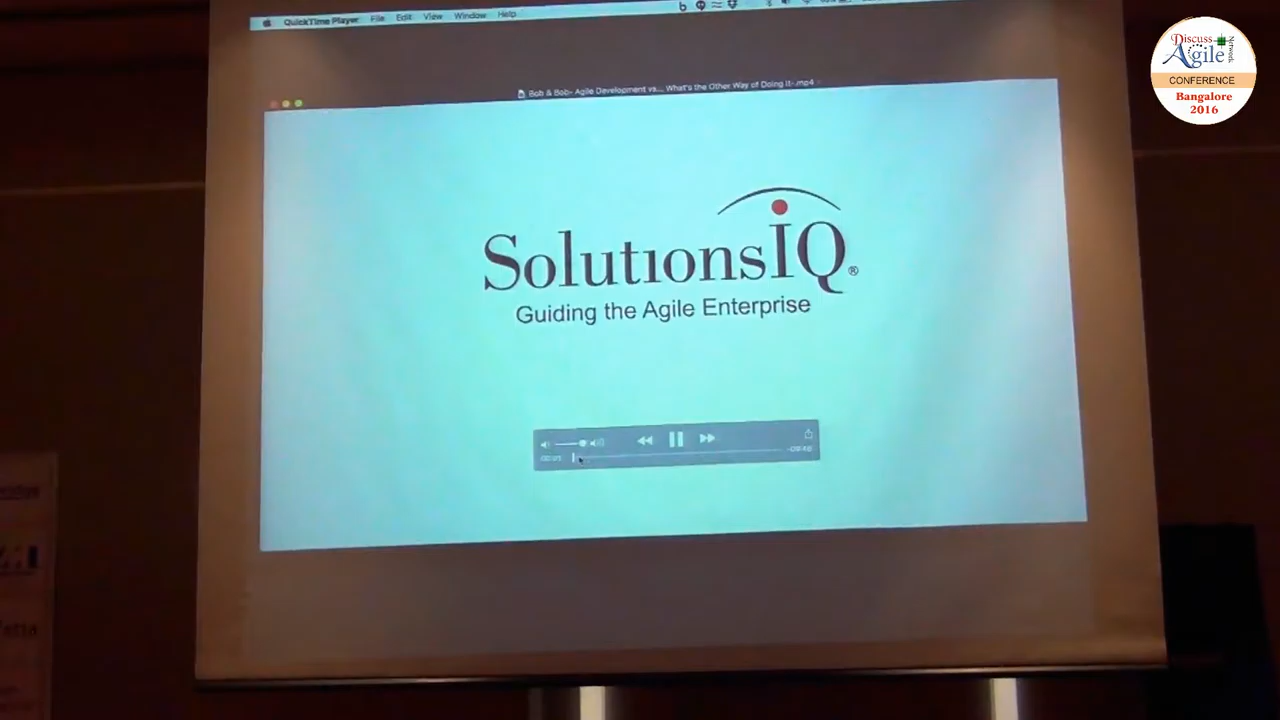 QuickTime Player File Edit View Window Help
Bob & Bob- Agile Development vs... What's the Other Way of Doing It-.mp4
SolutionsIQ®
Guiding the Agile Enterprise
Discuss
Agile
Network
CONFERENCE
Bangalore
2016